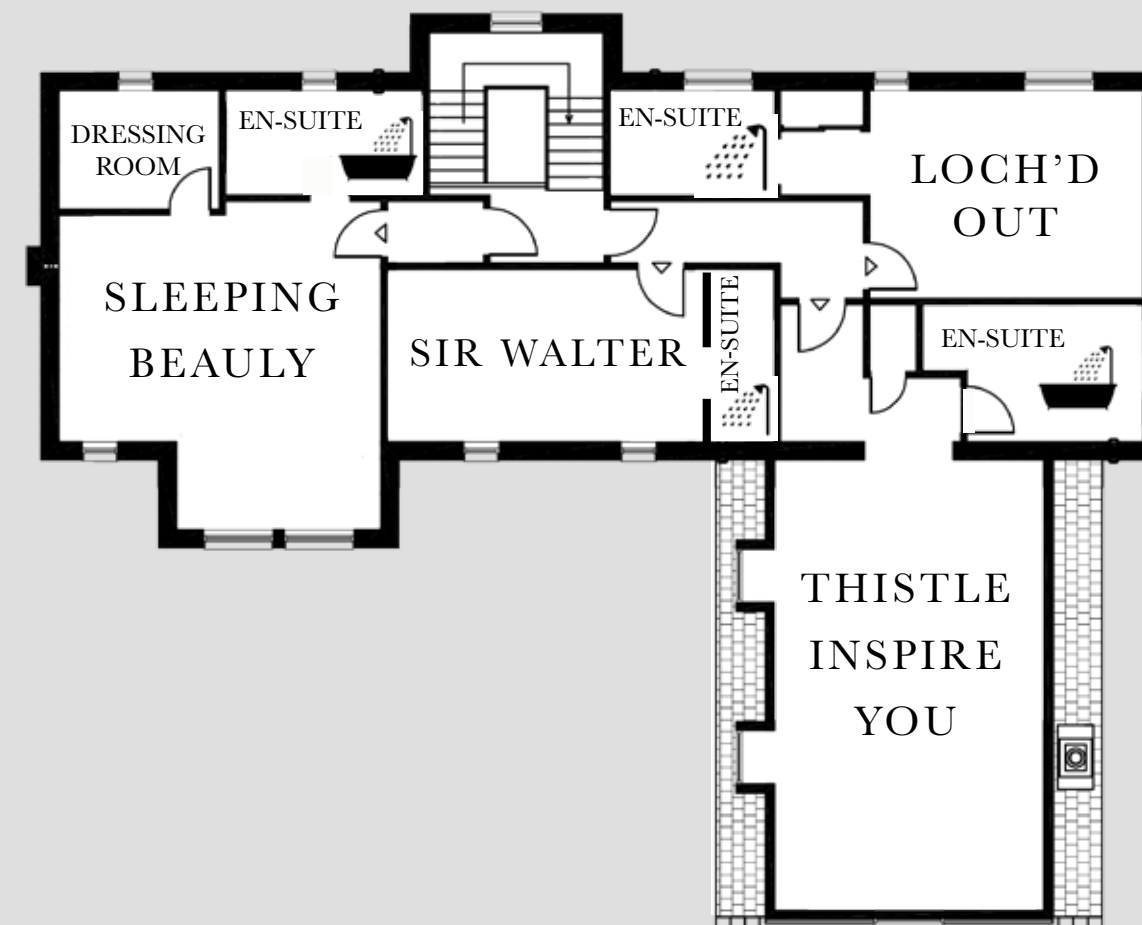 DRESSING
ROOM
EN-SUITE
EN-SUITE
LOCH'D
OUT
SLEEPING
BEAULY
SIR WALTER
EN-SUITE
EN-SUITE
THISTLE
INSPIRE
YOU